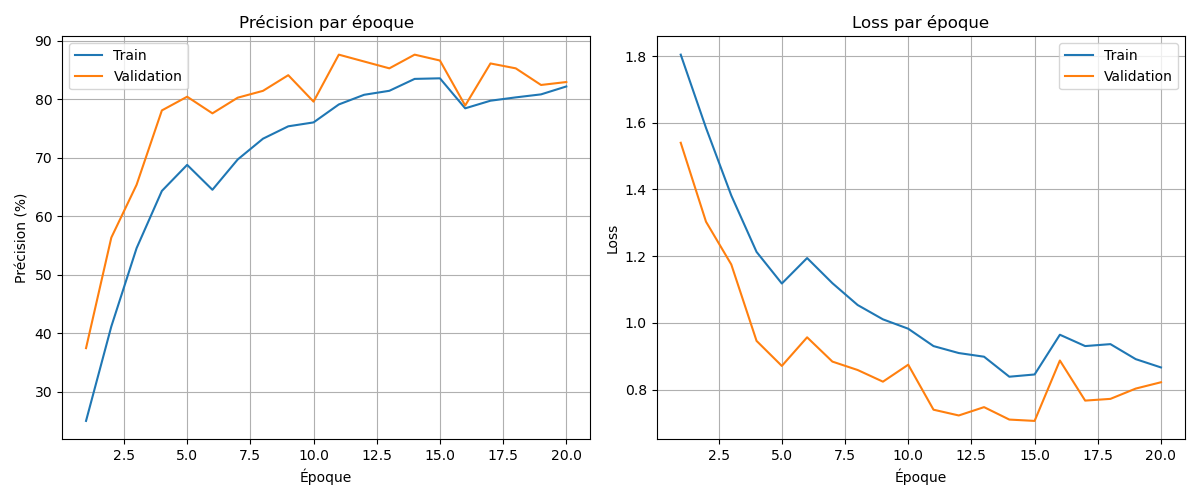 Précision par époque
Train
Validation
Précision (%)
90
80
70
60
50
40
30
2.5 5.0 7.5 10.0 12.5 15.0 17.5 20.0
Époque
Loss par époque
Train
Validation
Loss
1.8
1.6
1.4
1.2
1.0
0.8
2.5 5.0 7.5 10.0 12.5 15.0 17.5 20.0
Époque